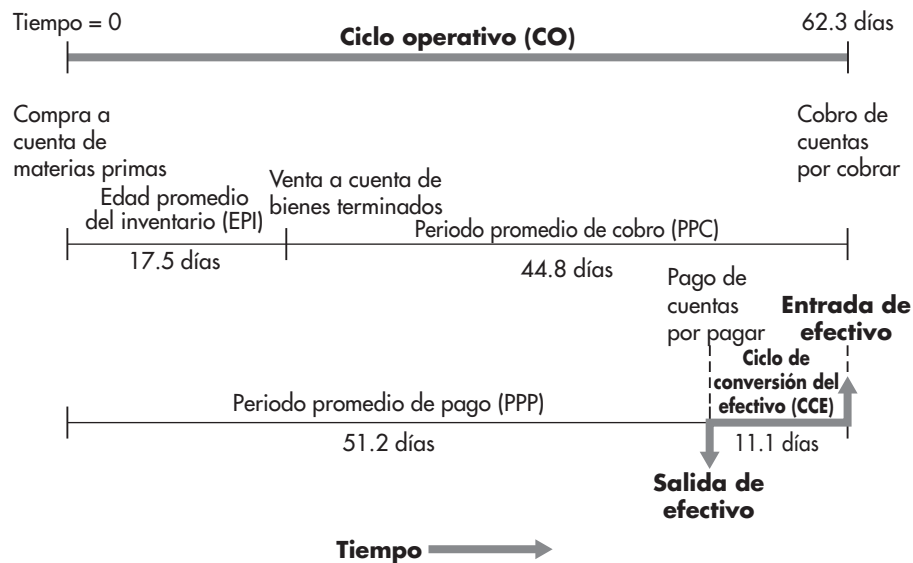 Tiempo = 0
62.3 días
Ciclo operativo (CO)
Compra a
cuenta de
materias primas
Cobro de
cuentas
por cobrar
Edad promedio
del inventario (EPI)
Venta a cuenta de
bienes terminados
Periodo promedio de cobro (PPC)
17.5 días
44.8 días
Pago de
cuentas
por pagar
Entrada de
efectivo
Ciclo de
conversión del
efectivo (CCE)
Periodo promedio de pago (PPP)
51.2 días
11.1 días
Salida de
efectivo
Tiempo